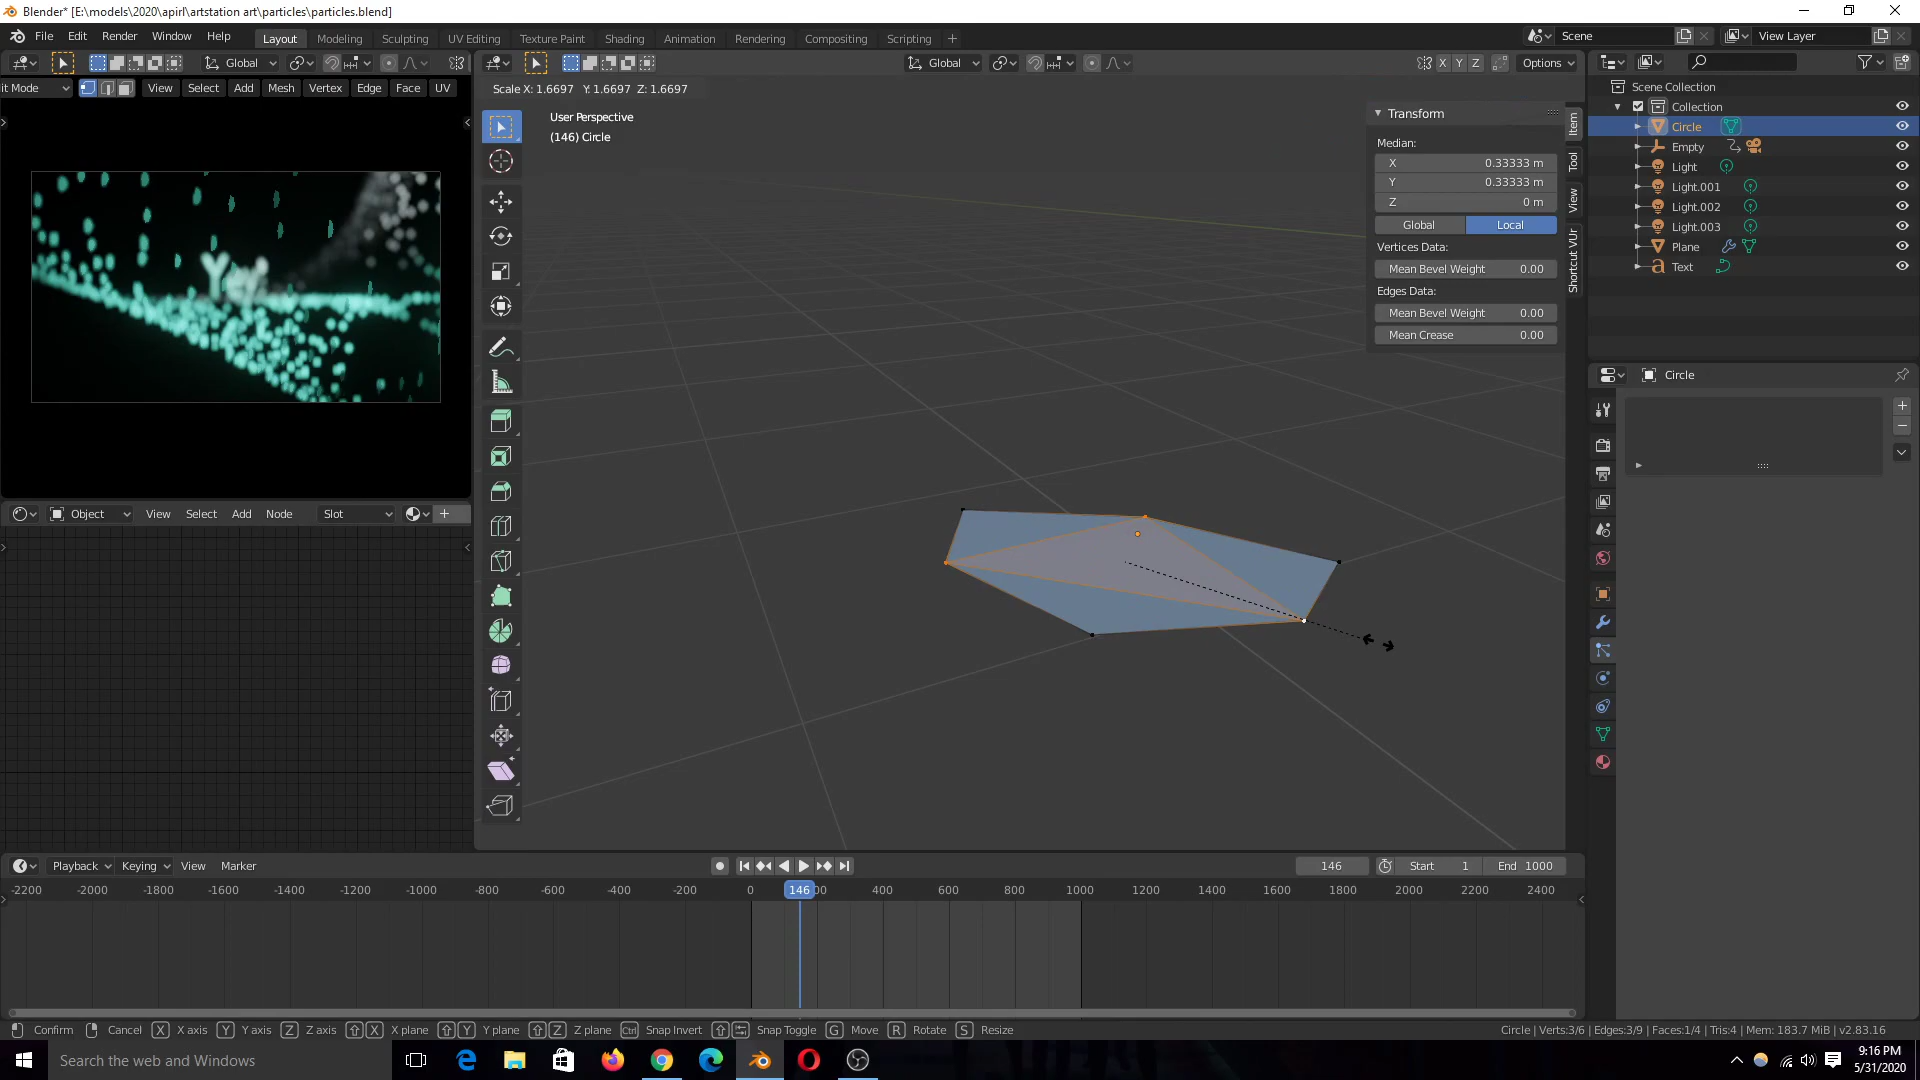 Blender* [E:\models\2020\apirl\artstation art\particles\particles.blend]
File Edit Render Window Help Layout Modeling Sculpting UV Editing Texture Paint Shading Animation Rendering Compositing Scripting + Scene View Layer
Global Global X Y Z Options
it Mode View Select Add Mesh Vertex Edge Face UV
Scale X: 1.6697 Y: 1.6697 Z: 1.6697
User Perspective
(146) Circle
Transform
Median:
X 0.33333 m
Y 0.33333 m
Z 0 m
Global Local
Vertices Data:
Mean Bevel Weight 0.00
Edges Data:
Mean Bevel Weight 0.00
Mean Crease 0.00
Item
Tool
View
Shortcut VUr
Scene Collection
Collection
Circle
Empty
Light
Light.001
Light.002
Light.003
Plane
Text
Circle
Object View Select Add Node Slot
Playback Keying View Marker 146 Start 1 End 1000
-2200 -2000 -1800 -1600 -1400 -1200 -1000 -800 -600 -400 -200 0 146 200 400 600 800 1000 1200 1400 1600 1800 2000 2200 2400
Confirm Cancel X X axis Y Y axis Z Z axis X X plane Y Y plane Z Z plane Ctrl Snap Invert Snap Toggle G Move R Rotate S Resize Circle | Verts:3/6 | Edges:3/9 | Faces:1/4 | Tris:4 | Mem: 183.7 MiB | v2.83.16
Search the web and Windows
9:16 PM
5/31/2020